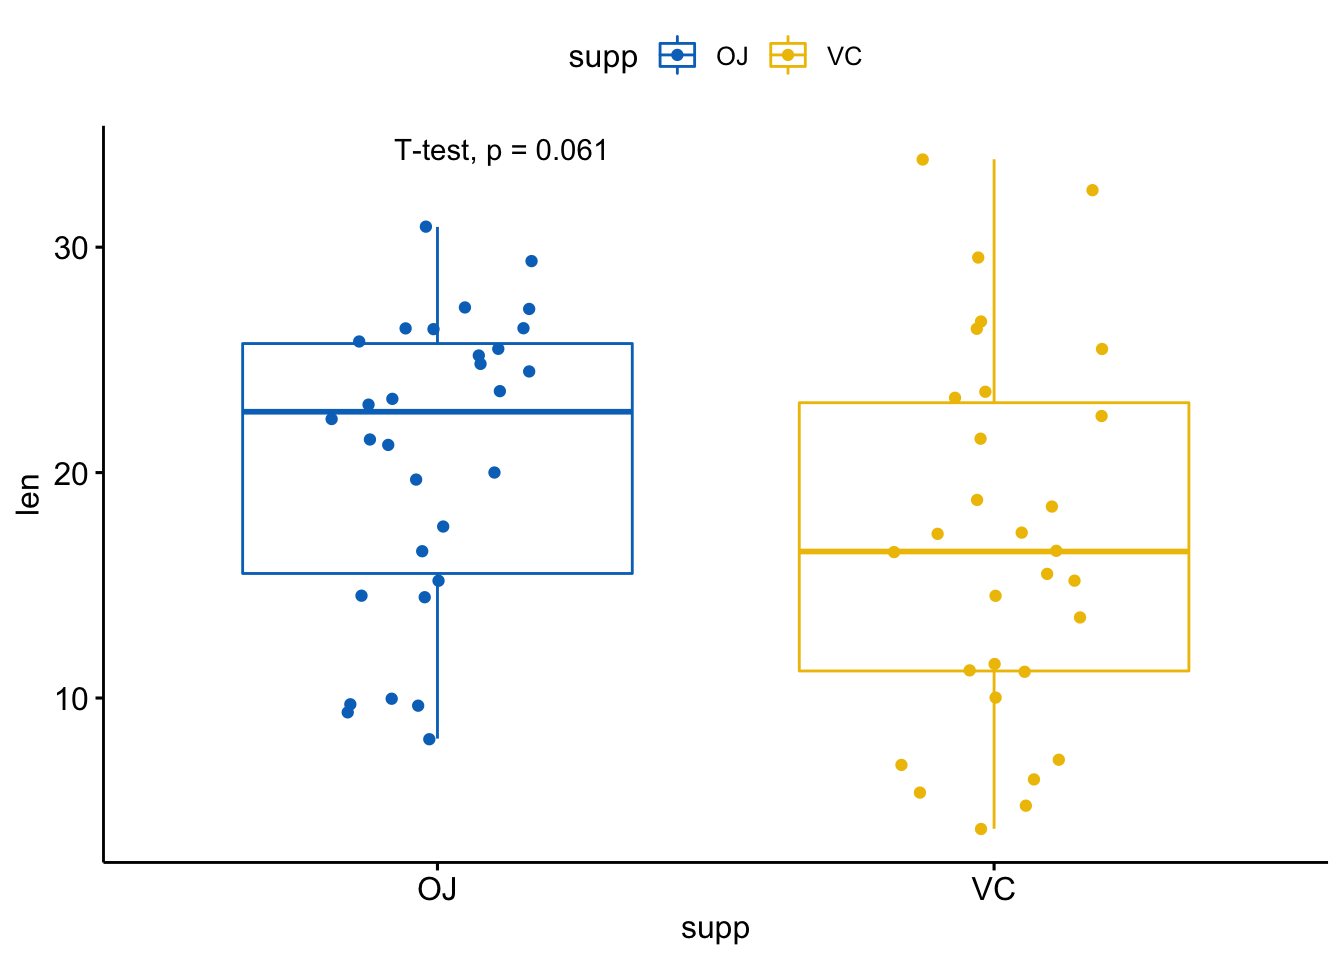 supp OJ VC
T-test, p = 0.061
30
20
10
len
OJ VC
supp